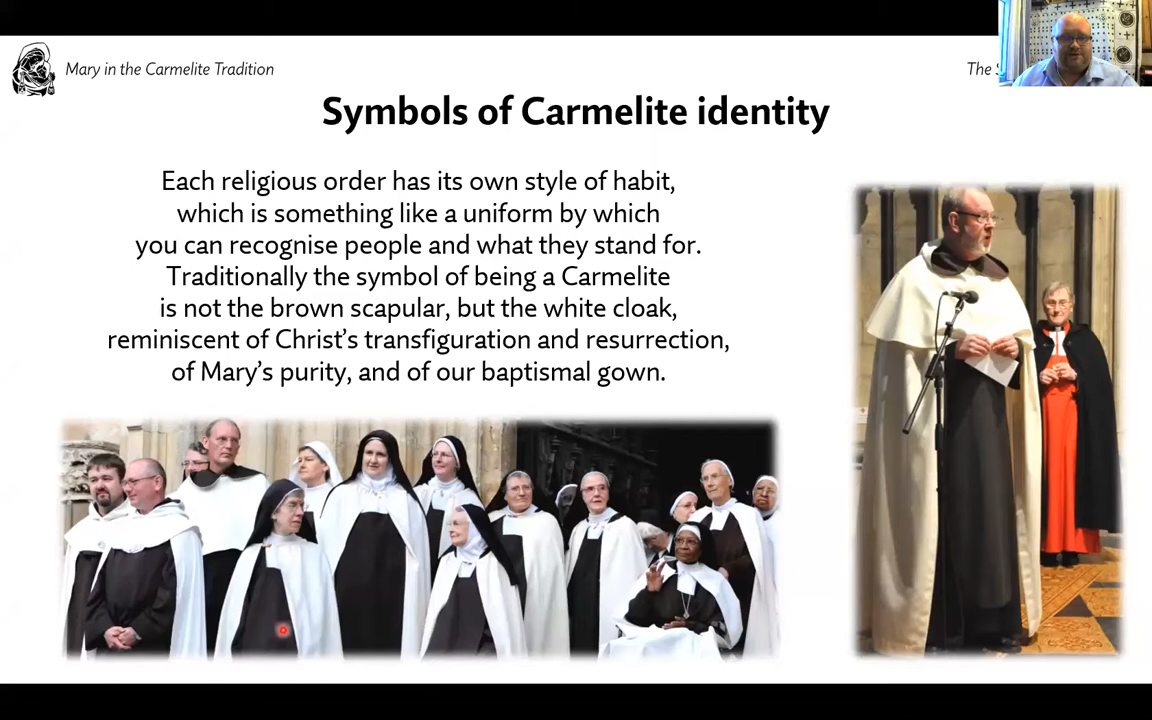 Mary in the Carmelite Tradition
The
Symbols of Carmelite identity
Each religious order has its own style of habit,
which is something like a uniform by which
you can recognise people and what they stand for.
Traditionally the symbol of being a Carmelite
is not the brown scapular, but the white cloak,
reminiscent of Christ’s transfiguration and resurrection,
of Mary’s purity, and of our baptismal gown.